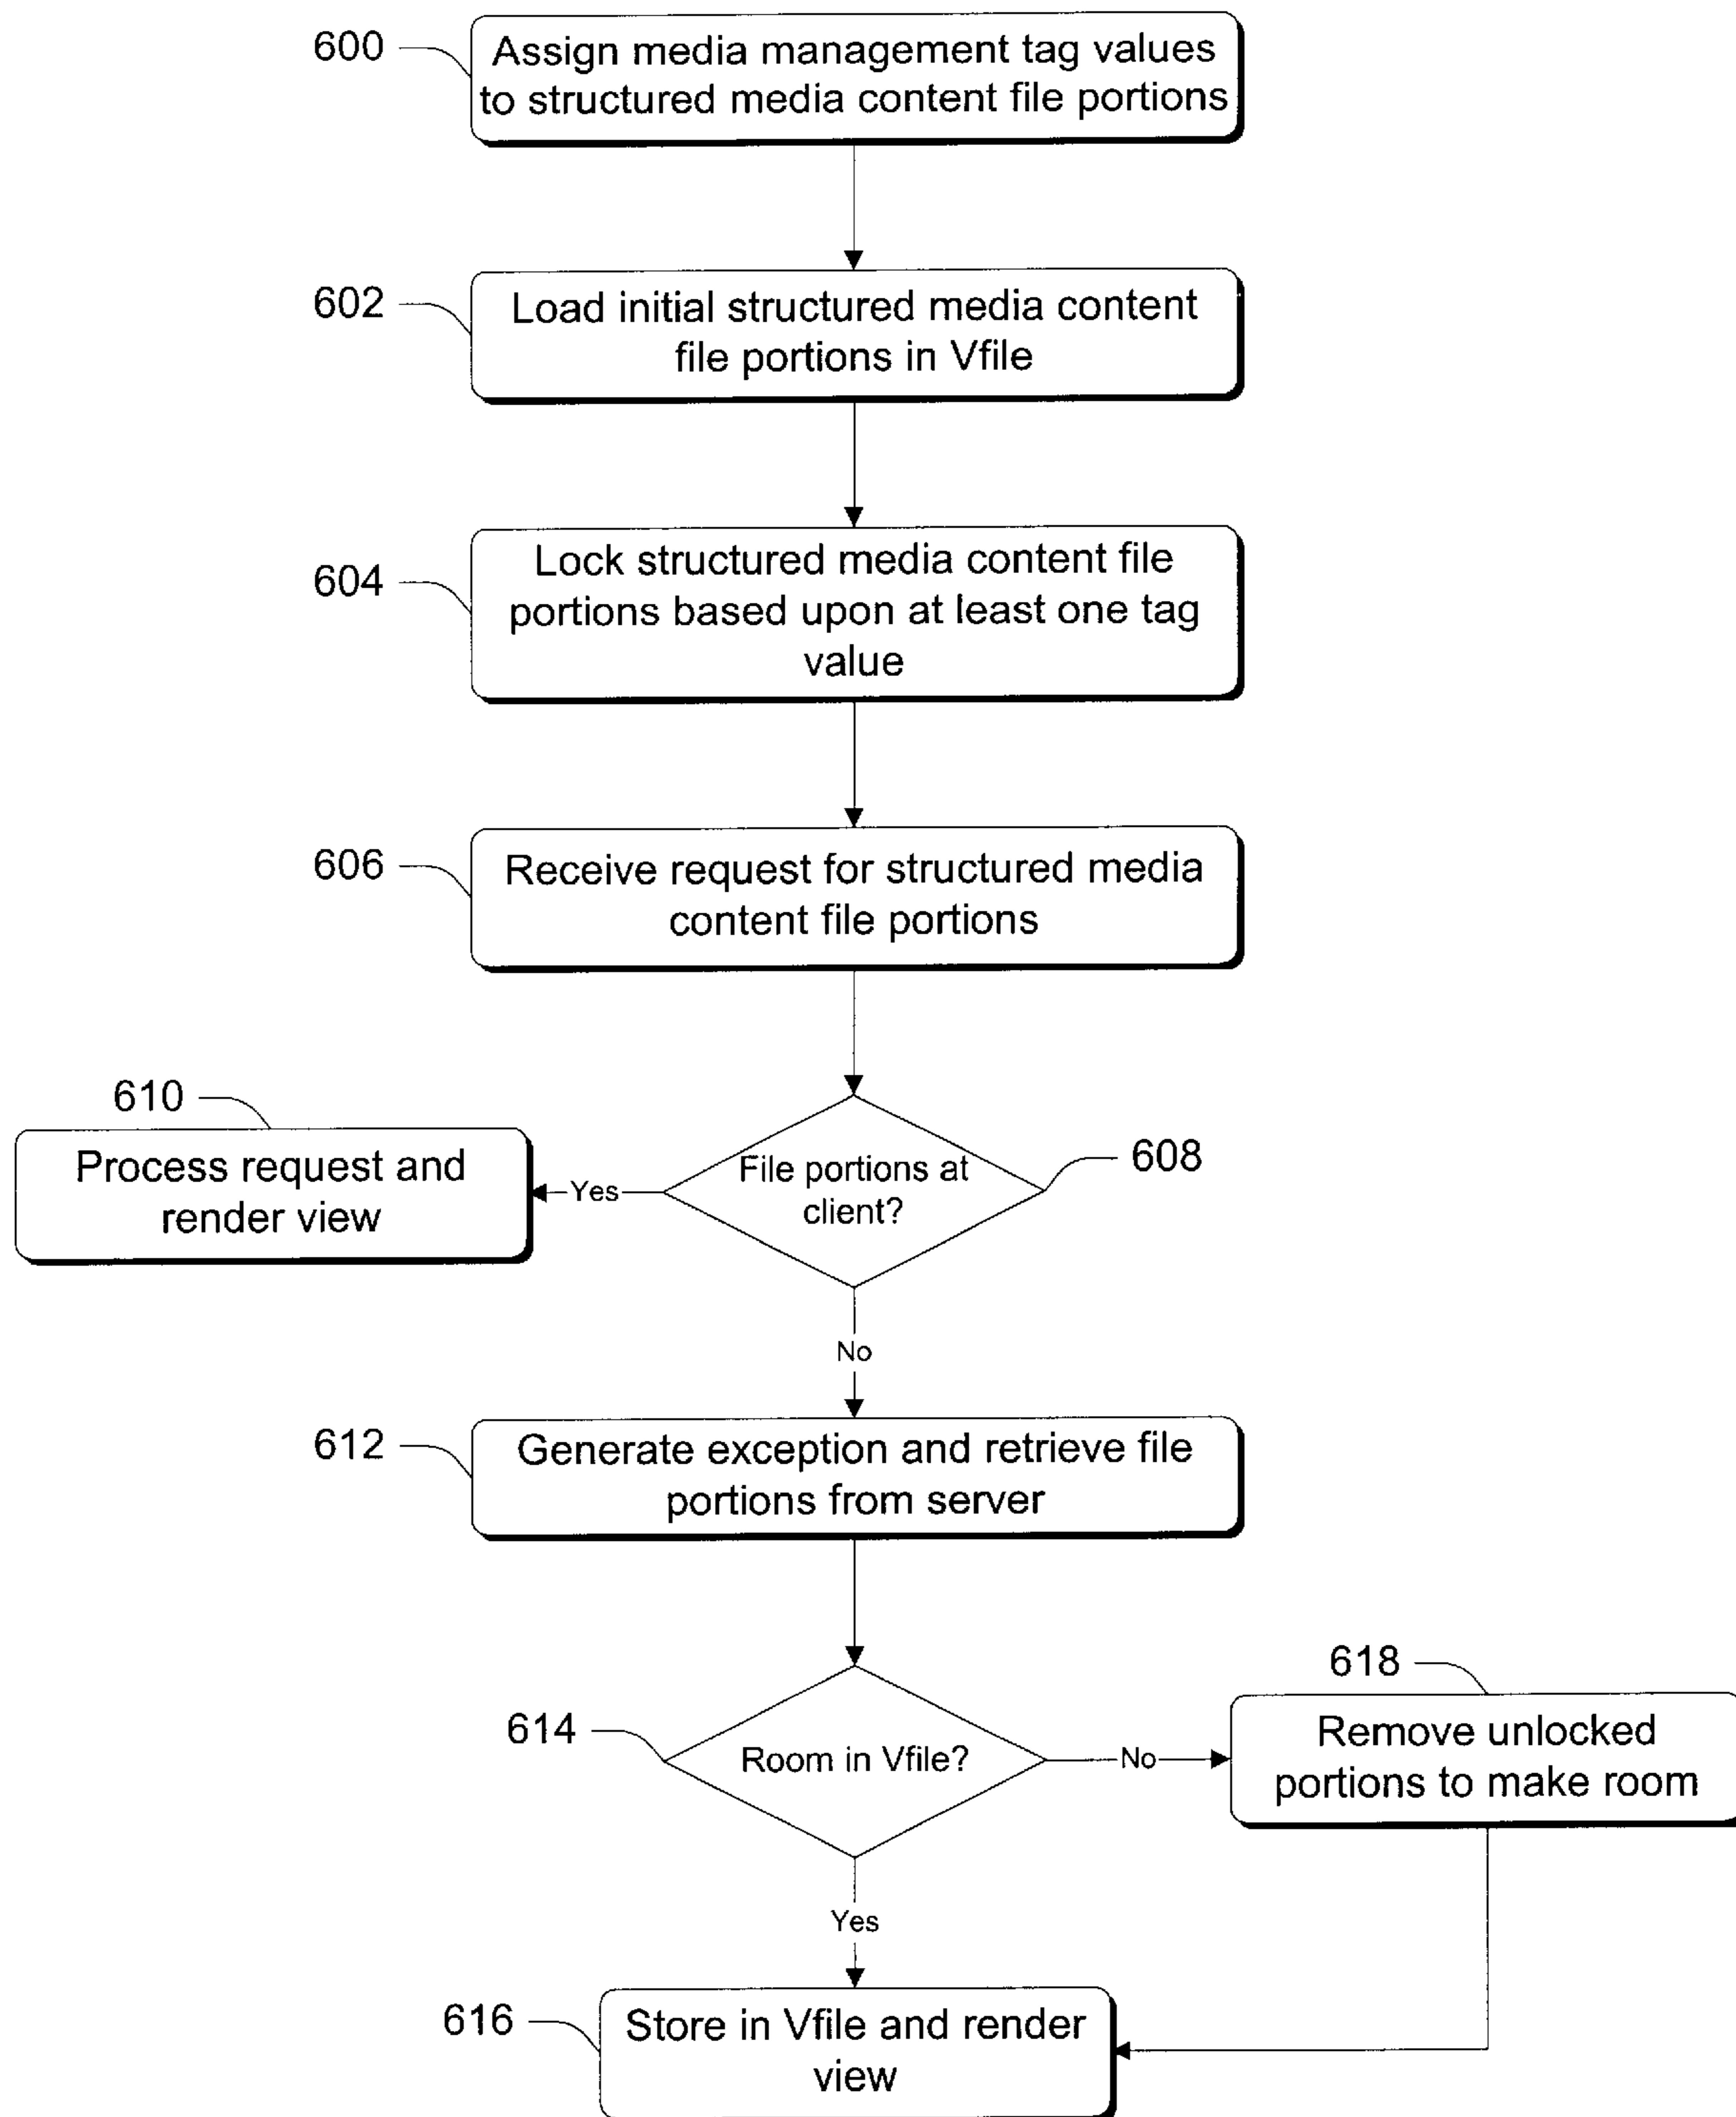 600
Assign media management tag values
to structured media content file portions
602
Load initial structured media content
file portions in Vfile
604
Lock structured media content file
portions based upon at least one tag
value
606
Receive request for structured media
content file portions
610
Process request and
render view
Yes
File portions at
client?
608
No
612
Generate exception and retrieve file
portions from server
614
Room in Vfile?
No
618
Remove unlocked
portions to make room
Yes
616
Store in Vfile and render
view